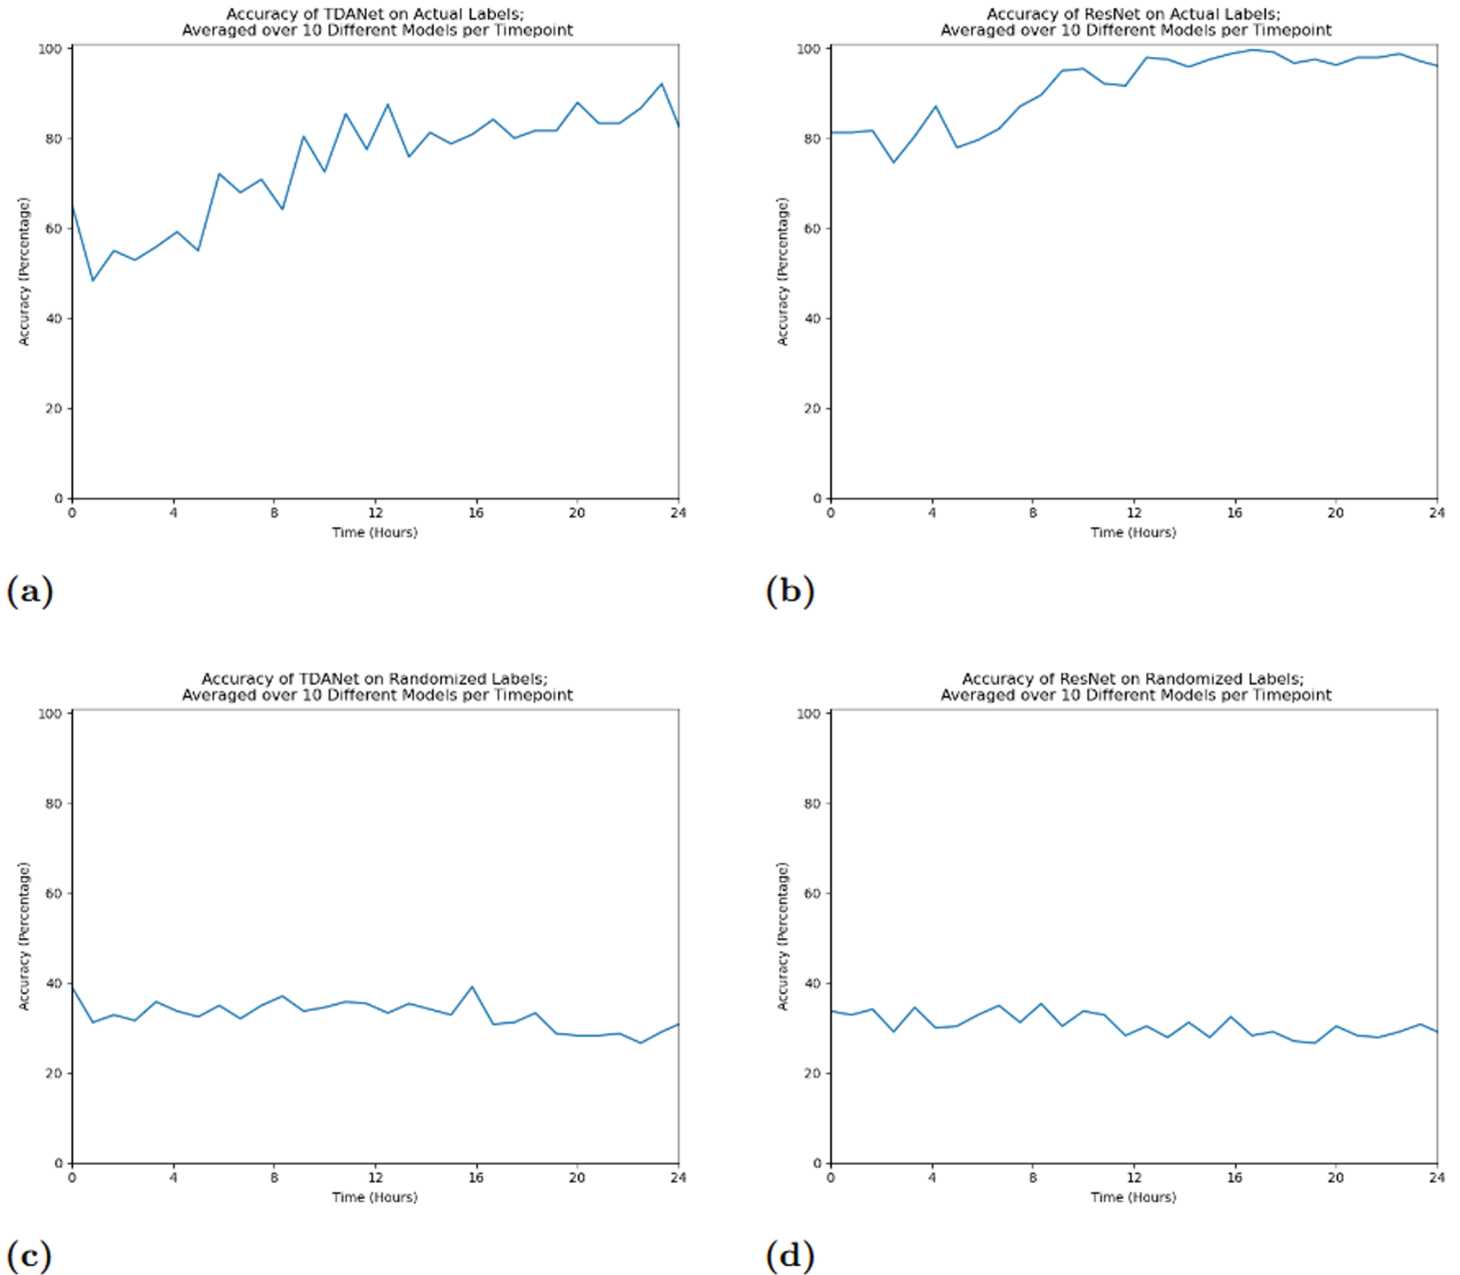 Accuracy of TDANet on Actual Labels;
Averaged over 10 Different Models per Timepoint
100
80
60
40
20
0
Accuracy (Percentage)
0 4 8 12 16 20 24
Time (Hours)
(a)
Accuracy of ResNet on Actual Labels;
Averaged over 10 Different Models per Timepoint
100
80
60
40
20
0
Accuracy (Percentage)
0 4 8 12 16 20 24
Time (Hours)
(b)
Accuracy of TDANet on Randomized Labels;
Averaged over 10 Different Models per Timepoint
100
80
60
40
20
0
Accuracy (Percentage)
0 4 8 12 16 20 24
Time (Hours)
(c)
Accuracy of ResNet on Randomized Labels;
Averaged over 10 Different Models per Timepoint
100
80
60
40
20
0
Accuracy (Percentage)
0 4 8 12 16 20 24
Time (Hours)
(d)